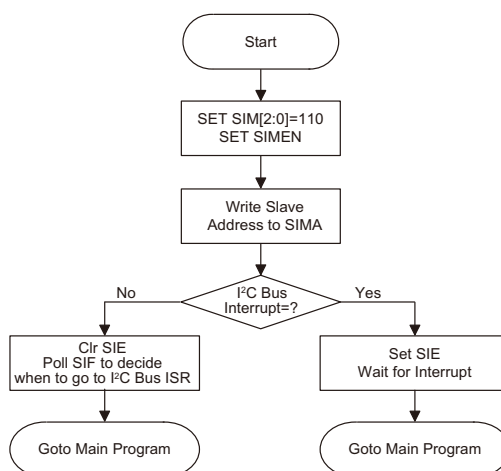 Start
SET SIM[2:0]=110
SET SIMEN
Write Slave
Address to SIMA
I²C Bus
Interrupt=?
No
Yes
Clr SIE
Poll SIF to decide
when to go to I²C Bus ISR
Set SIE
Wait for Interrupt
Goto Main Program
Goto Main Program